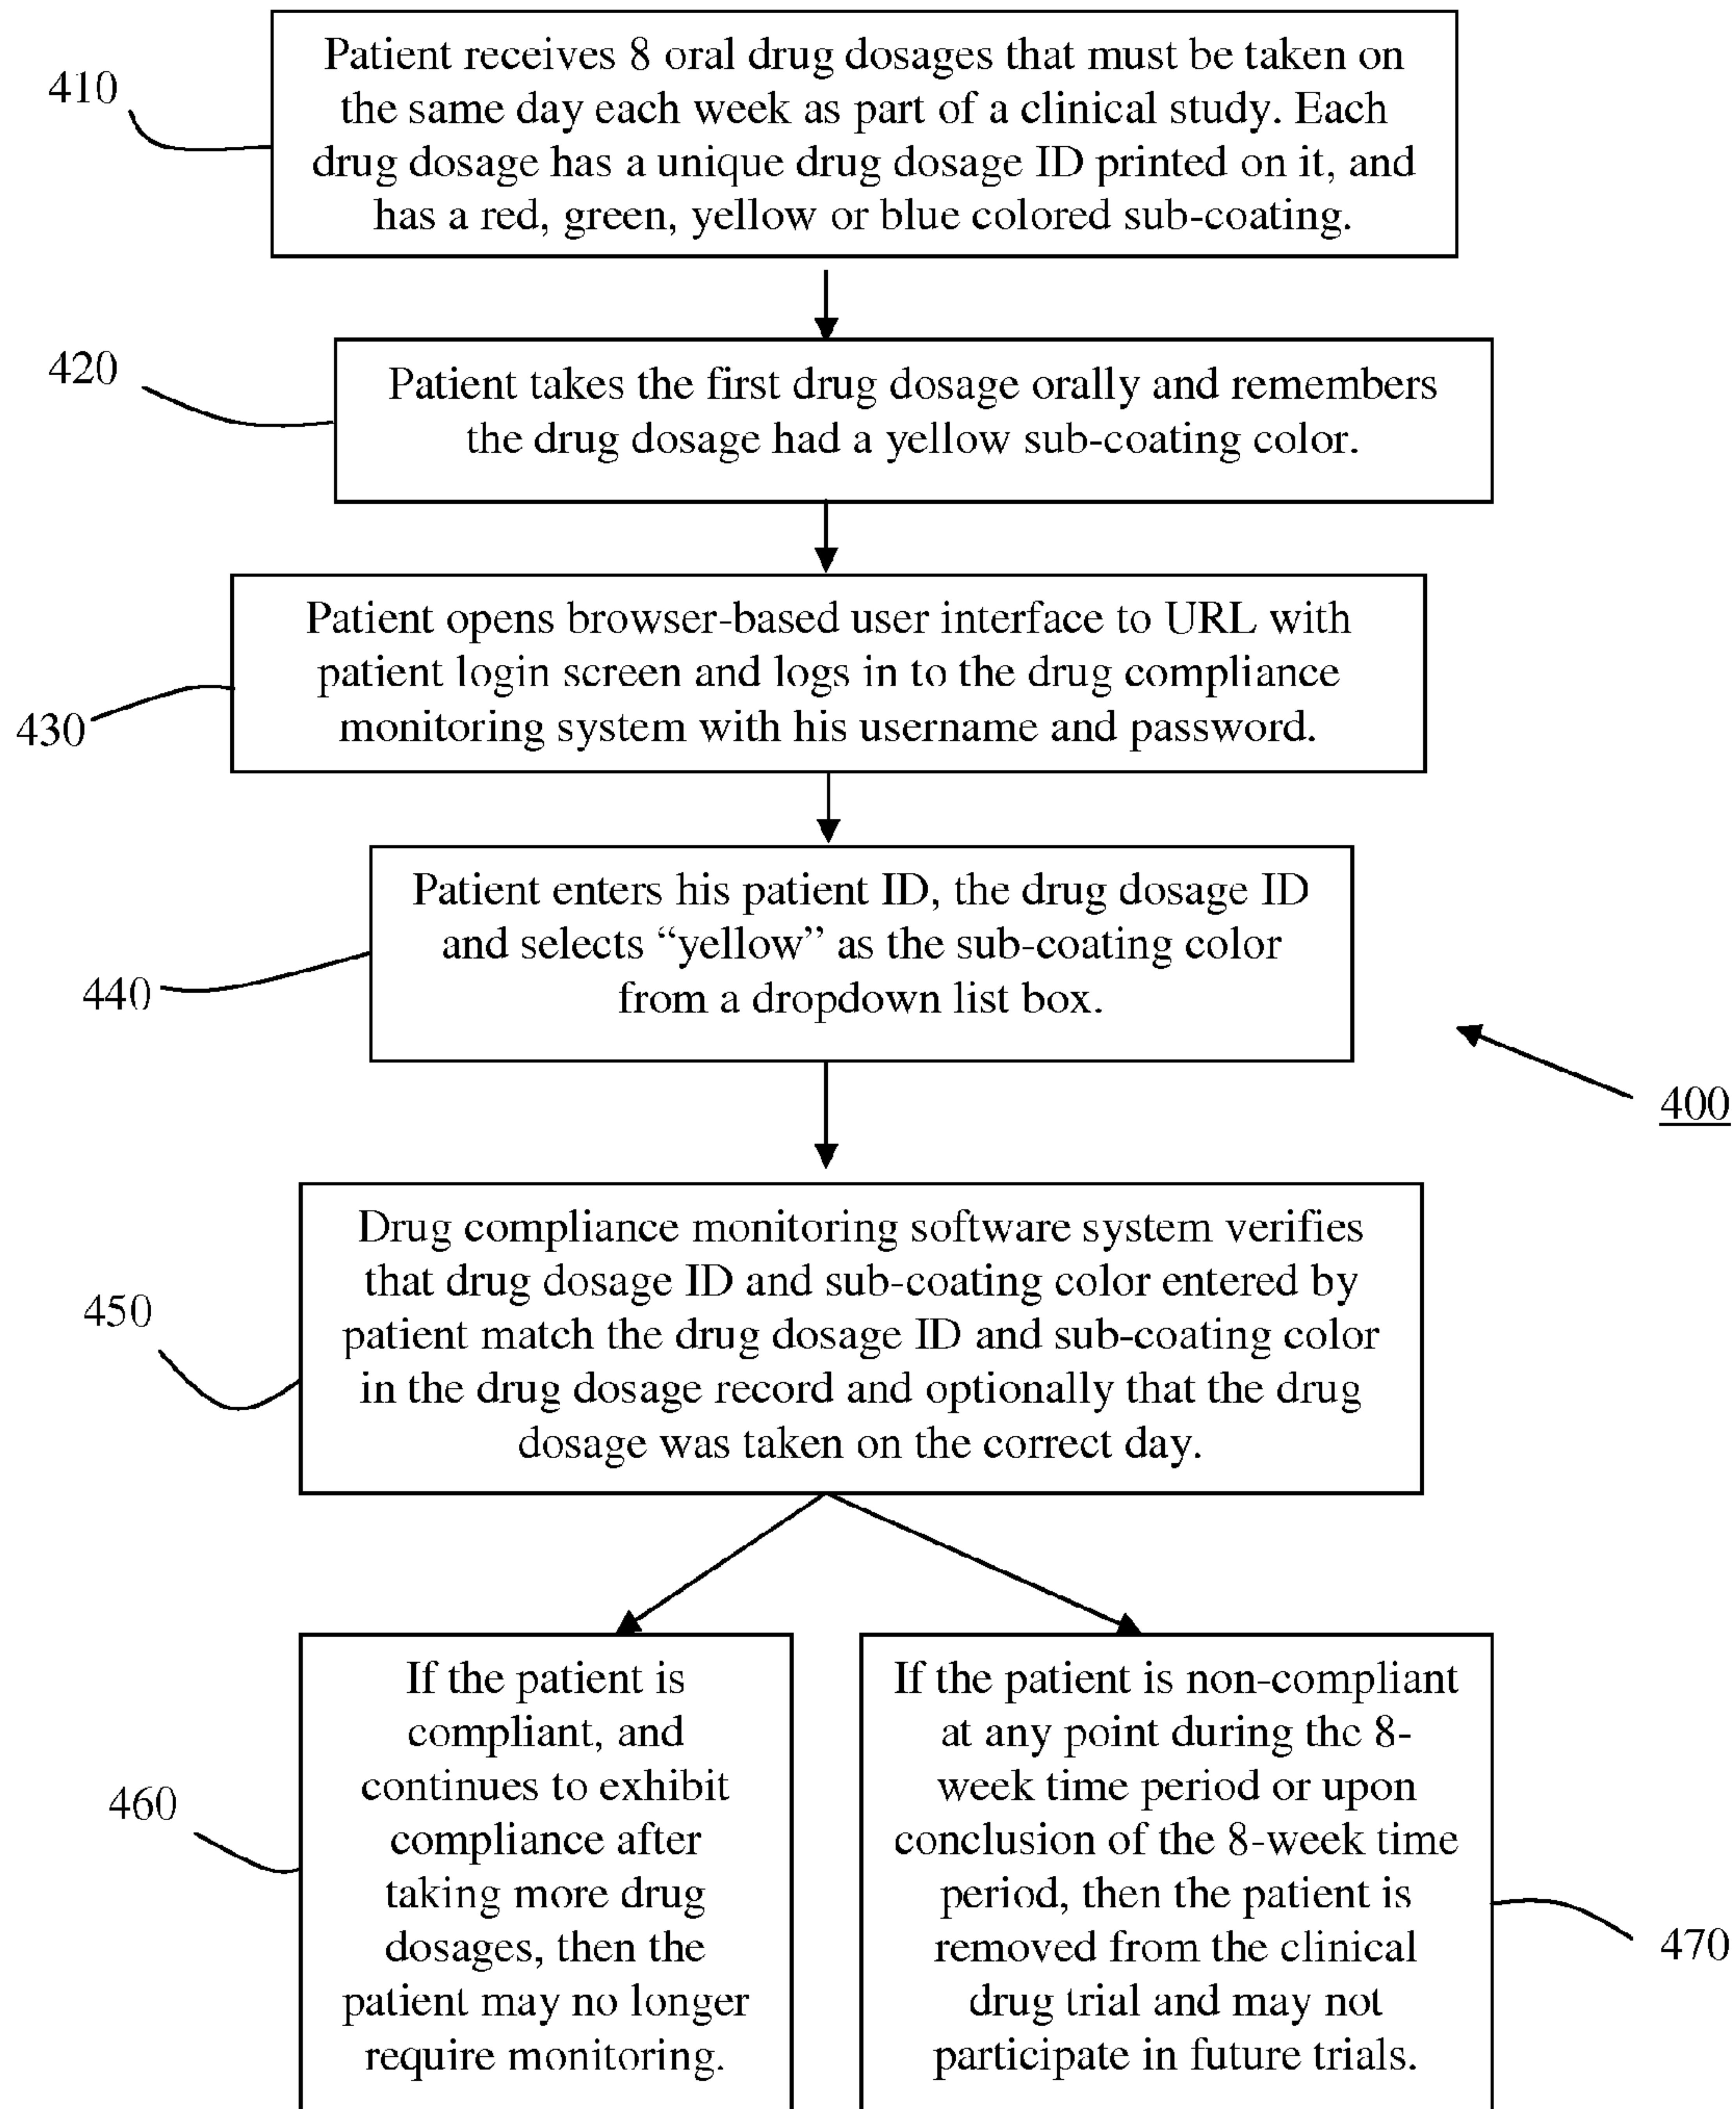 410
Patient receives 8 oral drug dosages that must be taken on
the same day each week as part of a clinical study. Each
drug dosage has a unique drug dosage ID printed on it, and
has a red, green, yellow or blue colored sub-coating.
420
Patient takes the first drug dosage orally and remembers
the drug dosage had a yellow sub-coating color.
430
Patient opens browser-based user interface to URL with
patient login screen and logs in to the drug compliance
monitoring system with his username and password.
440
Patient enters his patient ID, the drug dosage ID
and selects “yellow” as the sub-coating color
from a dropdown list box.
400
450
Drug compliance monitoring software system verifies
that drug dosage ID and sub-coating color entered by
patient match the drug dosage ID and sub-coating color
in the drug dosage record and optionally that the drug
dosage was taken on the correct day.
460
If the patient is
compliant, and
continues to exhibit
compliance after
taking more drug
dosages, then the
patient may no longer
require monitoring.
If the patient is non-compliant
at any point during the 8-
week time period or upon
conclusion of the 8-week time
period, then the patient is
removed from the clinical
drug trial and may not
participate in future trials.
470